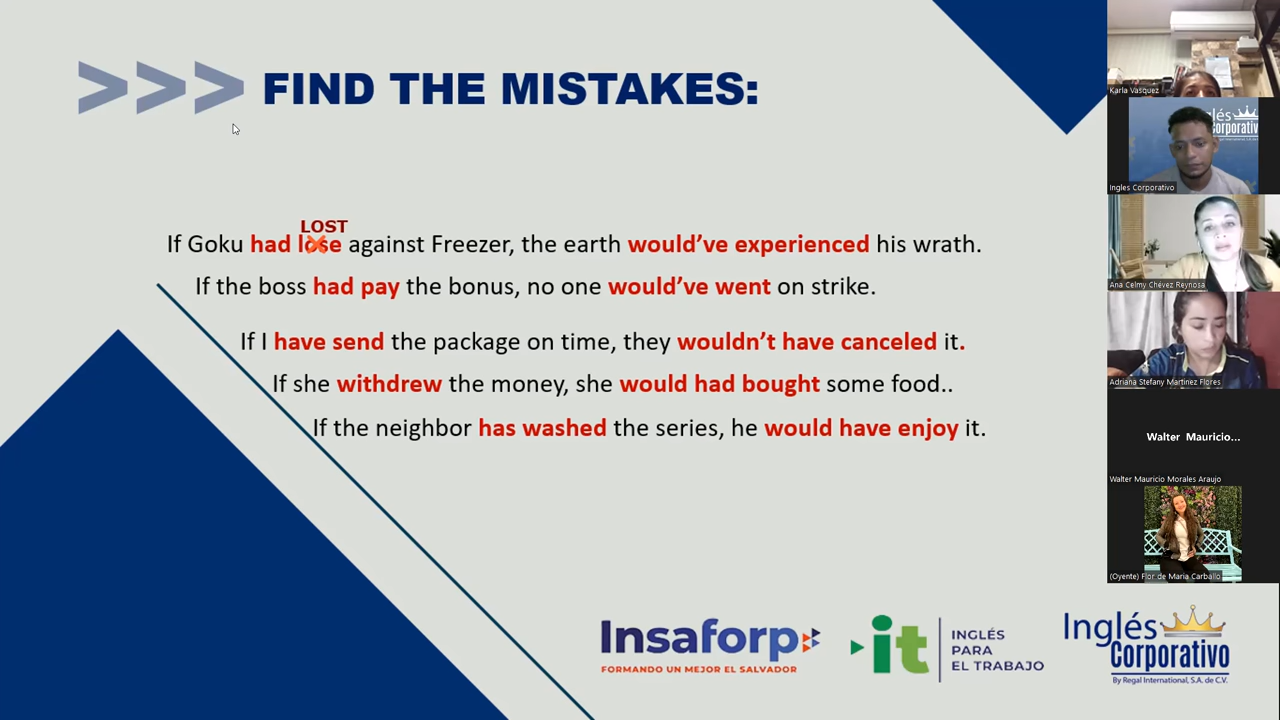 >>> FIND THE MISTAKES:
LOST
If Goku had lose against Freezer, the earth would’ve experienced his wrath.
If the boss had pay the bonus, no one would’ve went on strike.
If I have send the package on time, they wouldn’t have canceled it.
If she withdrew the money, she would had bought some food..
If the neighbor has washed the series, he would have enjoy it.
Insaforp
FORMANDO UN MEJOR EL SALVADOR
it
INGLÉS
PARA
EL TRABAJO
Inglés
Corporativo
By Regal International, S.A. de C.V.
Karla Vasquez
glés
orporativ
Ingles Corporativo
Ana Celmy Chévez Reynosa
Adriana Stefany Martinez Flores
Walter Mauricio...
Walter Mauricio Morales Araujo
(Oyente) Flor de Maria Carballo